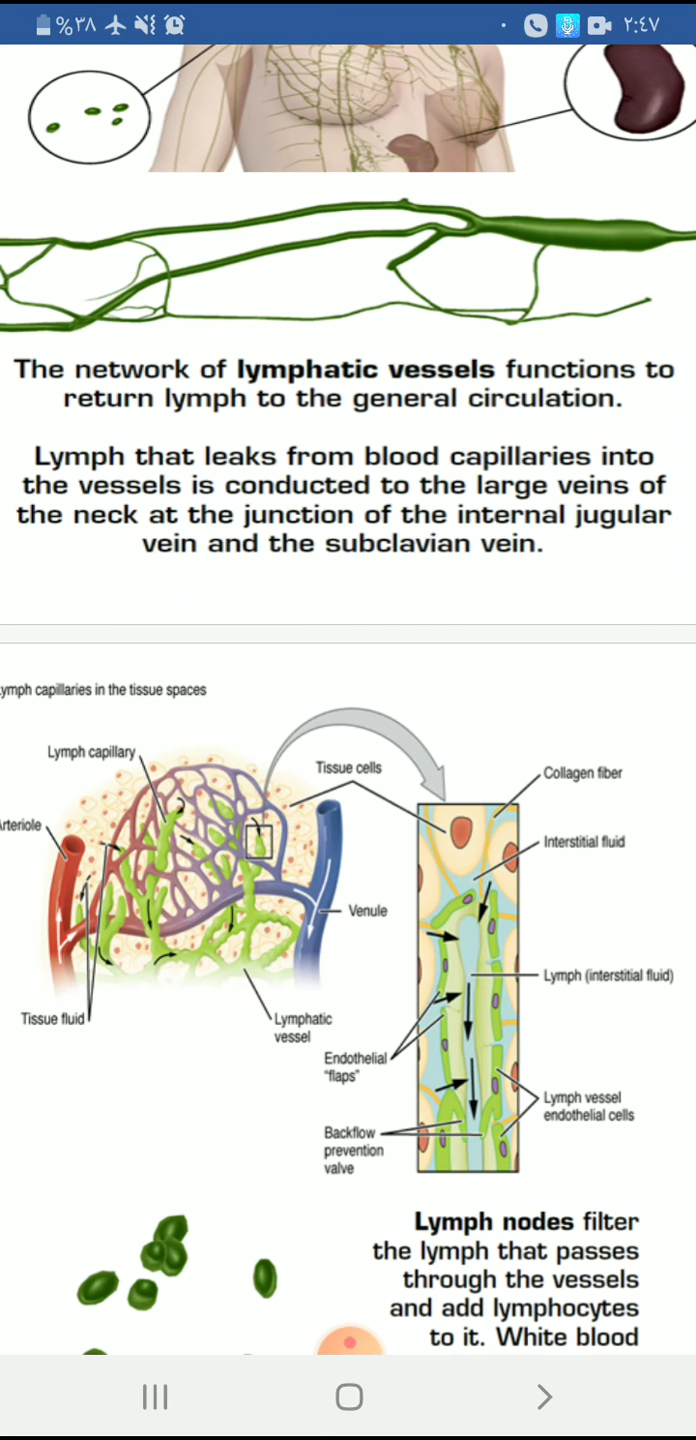 %٣٨
٢:٤٧
The network of lymphatic vessels functions to
return lymph to the general circulation.
Lymph that leaks from blood capillaries into
the vessels is conducted to the large veins of
the neck at the junction of the internal jugular
vein and the subclavian vein.
ymph capillaries in the tissue spaces
Lymph capillary
Tissue cells
Collagen fiber
Arteriole
Interstitial fluid
Venule
Lymph (interstitial fluid)
Tissue fluid
Lymphatic
vessel
Endothelial
"flaps"
Lymph vessel
endothelial cells
Backflow
prevention
valve
Lymph nodes filter
the lymph that passes
through the vessels
and add lymphocytes
to it. White blood